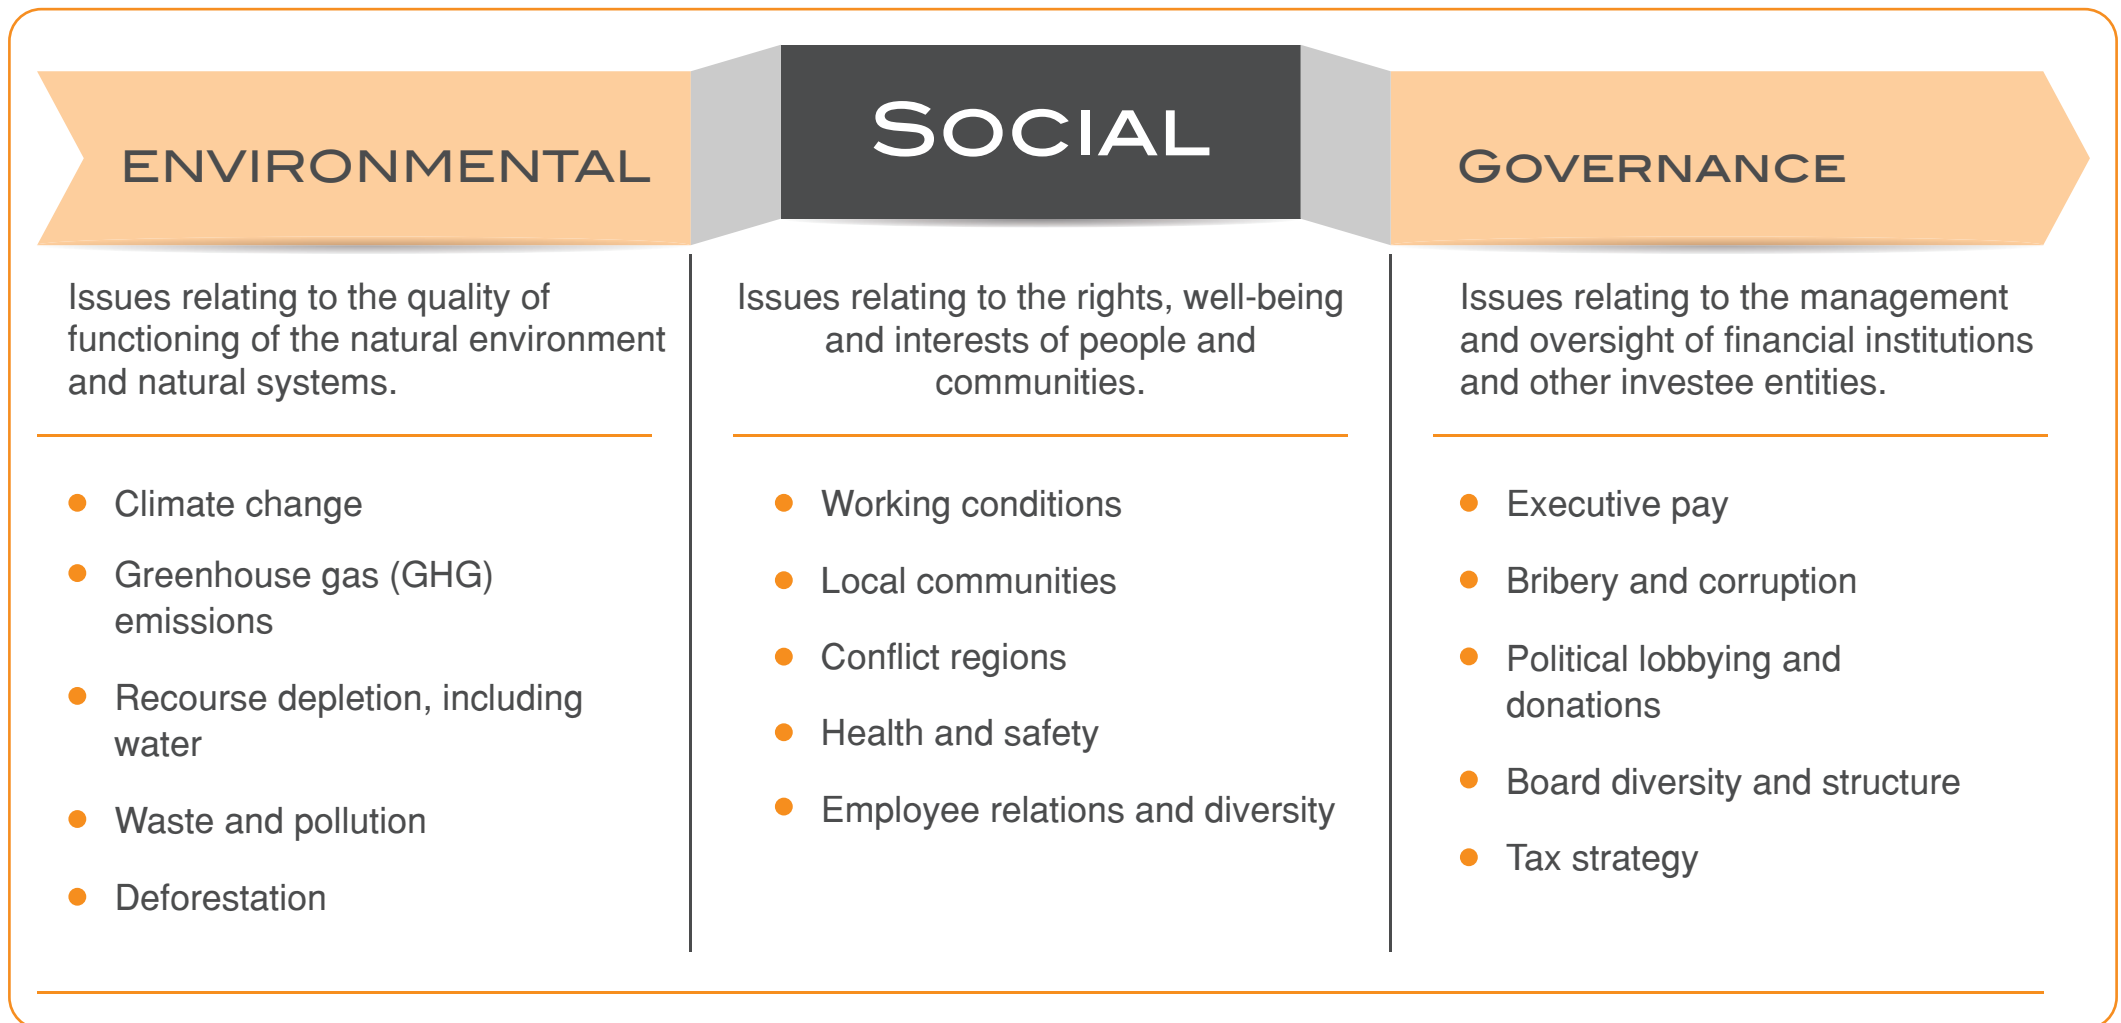 ENVIRONMENTAL
Issues relating to the quality of
functioning of the natural environment
and natural systems.
Climate change
Greenhouse gas (GHG)
emissions
Recourse depletion, including
water
Waste and pollution
Deforestation
SOCIAL
Issues relating to the rights, well-being
and interests of people and
communities.
Working conditions
Local communities
Conflict regions
Health and safety
Employee relations and diversity
GOVERNANCE
Issues relating to the management
and oversight of financial institutions
and other investee entities.
Executive pay
Bribery and corruption
Political lobbying and
donations
Board diversity and structure
Tax strategy